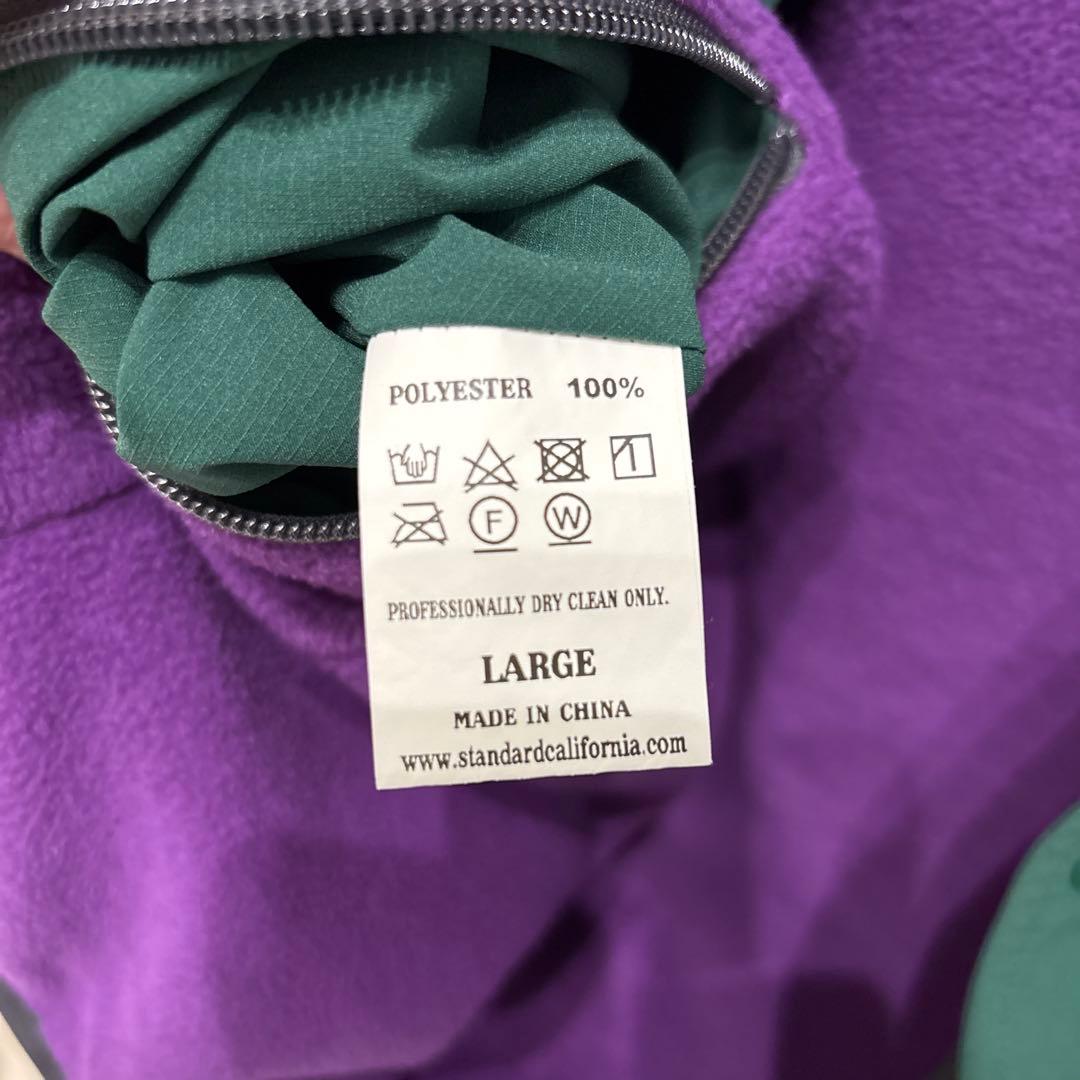 POLYESTER 100%
F W
PROFESSIONALLY DRY CLEAN ONLY.
LARGE
MADE IN CHINA
www.standardcalifornia.com